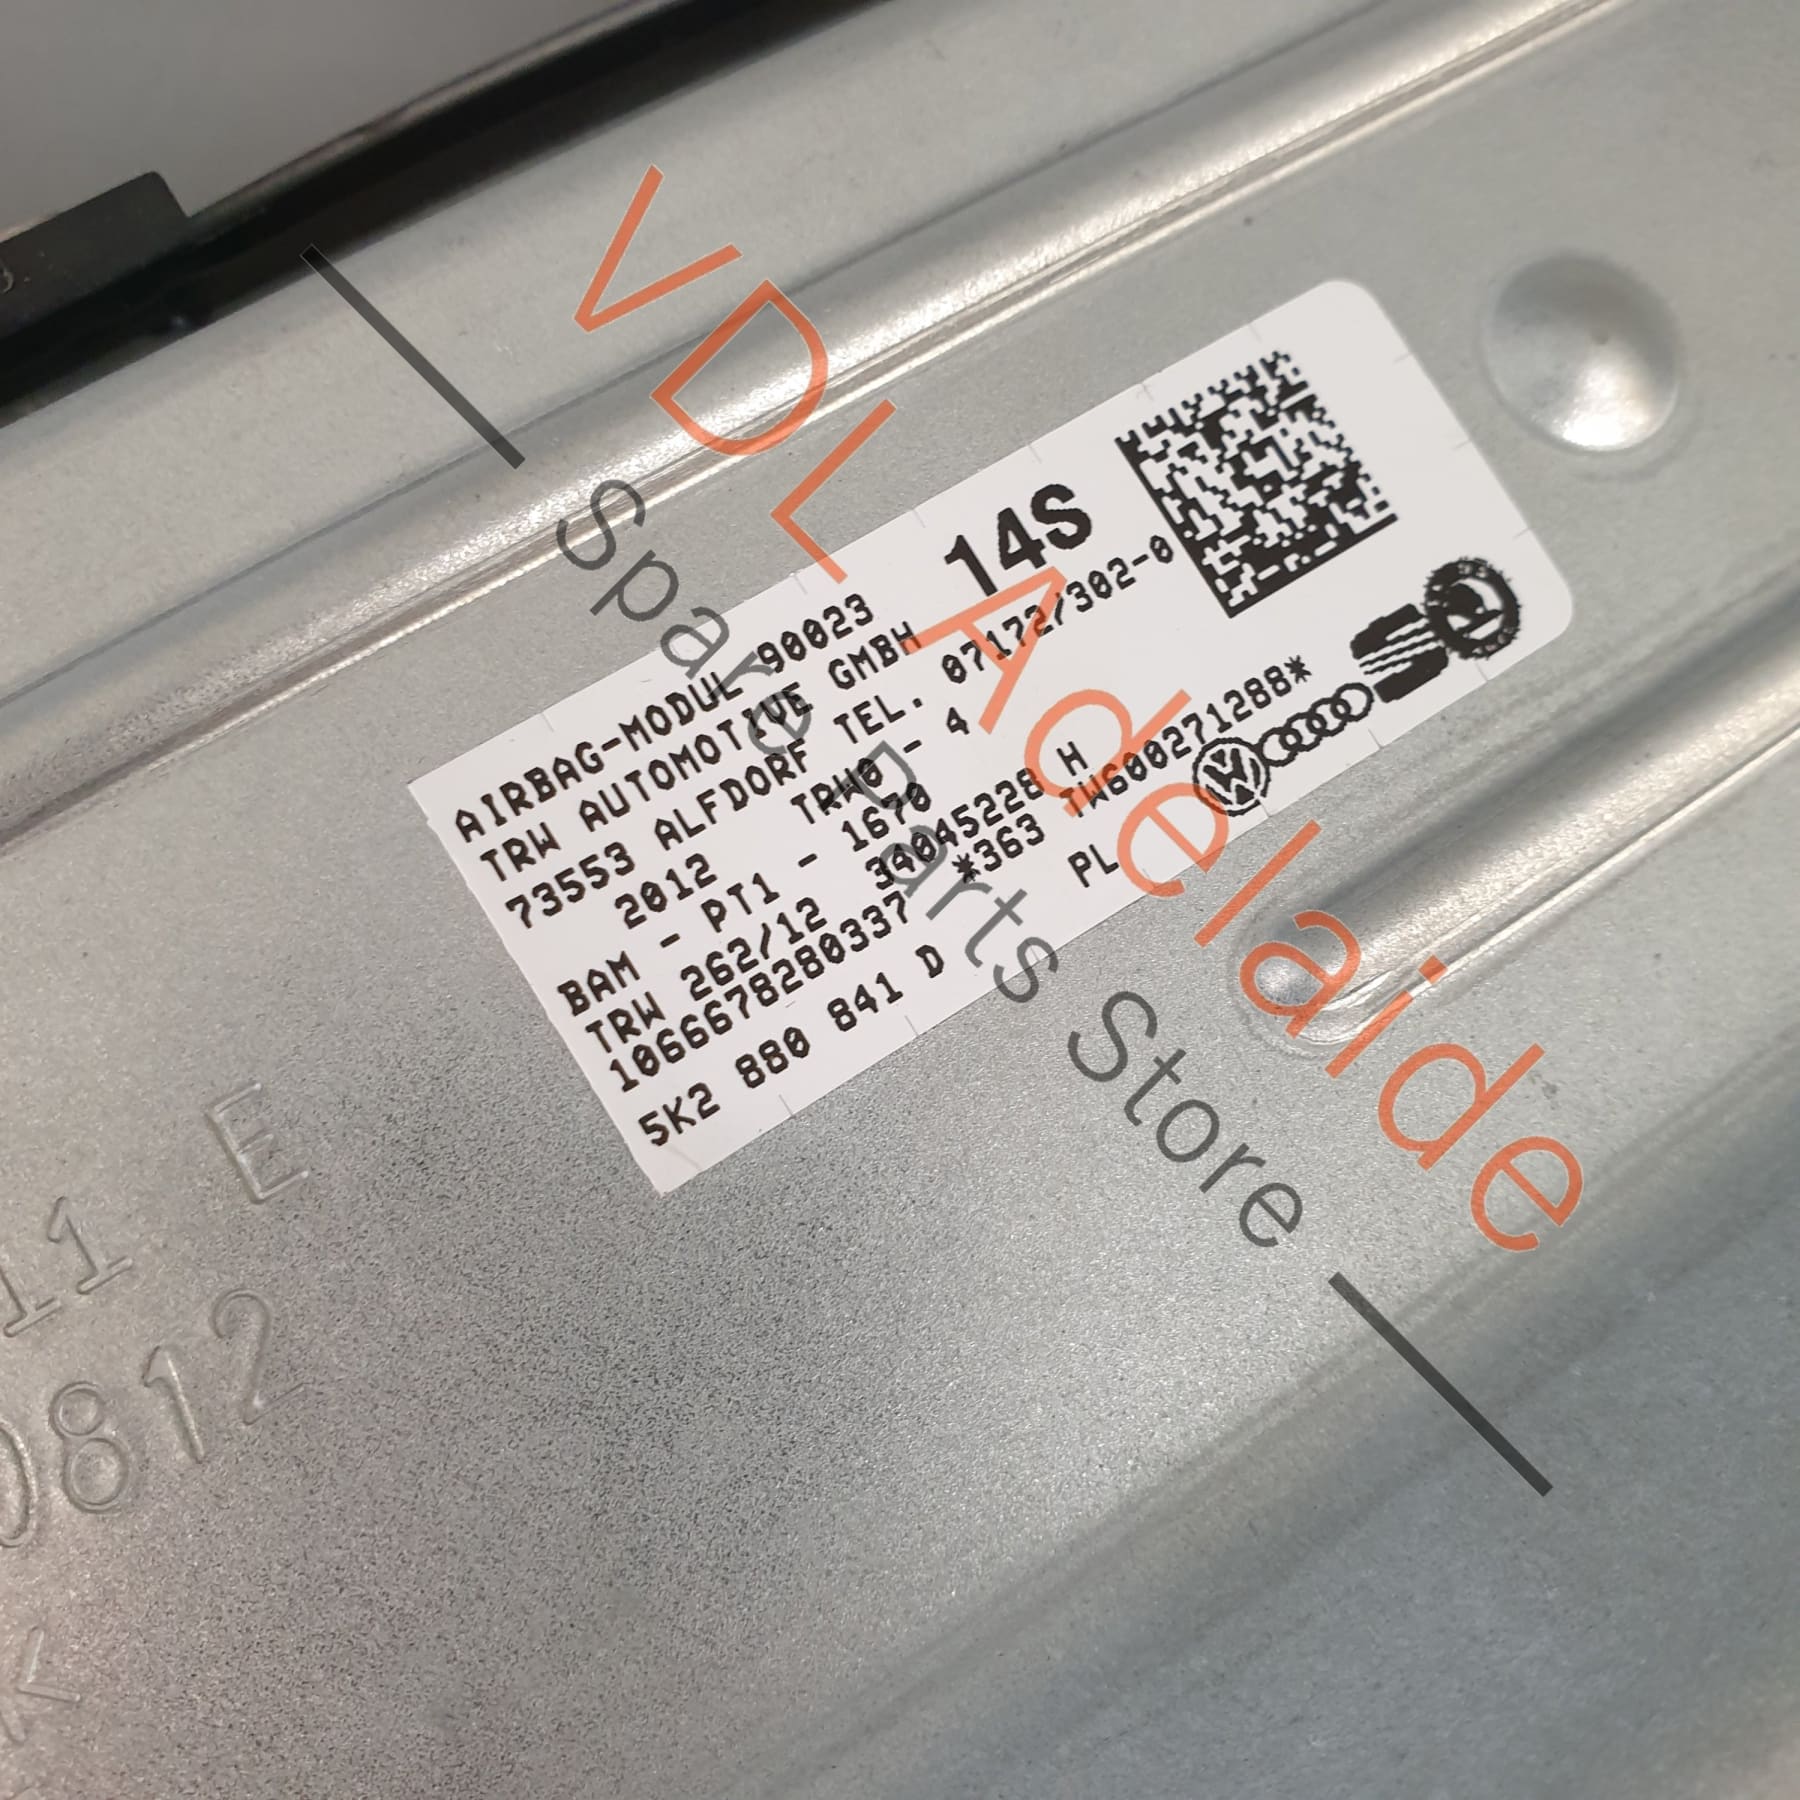 14S
AIRBAG-MODUL 90023
TRW AUTOMOTIVE GMBH
73553 ALFDORF TEL. 07172/302-0
2012 TRW0 - 4
BAM - PT1 - 1670
TRW 262/12 34045228 H
1066678280337 *363 TW600271288*
5K2 880 841 D PL
VDL Adelaide
Spare Parts Store
11 E
0812
K